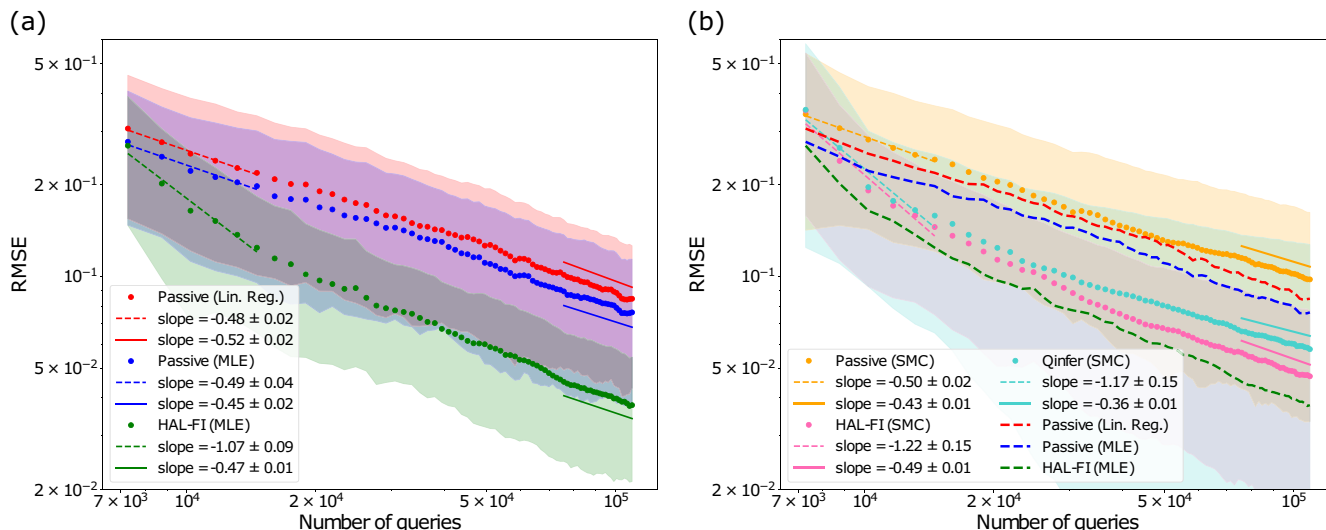 (a)
RMSE
5 × 10⁻¹
2 × 10⁻¹
10⁻¹
5 × 10⁻²
2 × 10⁻²
Passive (Lin. Reg.)
slope = -0.48 ± 0.02
slope = -0.52 ± 0.02
Passive (MLE)
slope = -0.49 ± 0.04
slope = -0.45 ± 0.02
HAL-FI (MLE)
slope = -1.07 ± 0.09
slope = -0.47 ± 0.01
7 × 10³
10⁴
2 × 10⁴
5 × 10⁴
10⁵
Number of queries
(b)
RMSE
5 × 10⁻¹
2 × 10⁻¹
10⁻¹
5 × 10⁻²
2 × 10⁻²
Passive (SMC)
slope = -0.50 ± 0.02
slope = -0.43 ± 0.01
HAL-FI (SMC)
slope = -1.22 ± 0.15
slope = -0.49 ± 0.01
Qinfer (SMC)
slope = -1.17 ± 0.15
slope = -0.36 ± 0.01
Passive (Lin. Reg.)
Passive (MLE)
HAL-FI (MLE)
7 × 10³
10⁴
2 × 10⁴
5 × 10⁴
10⁵
Number of queries